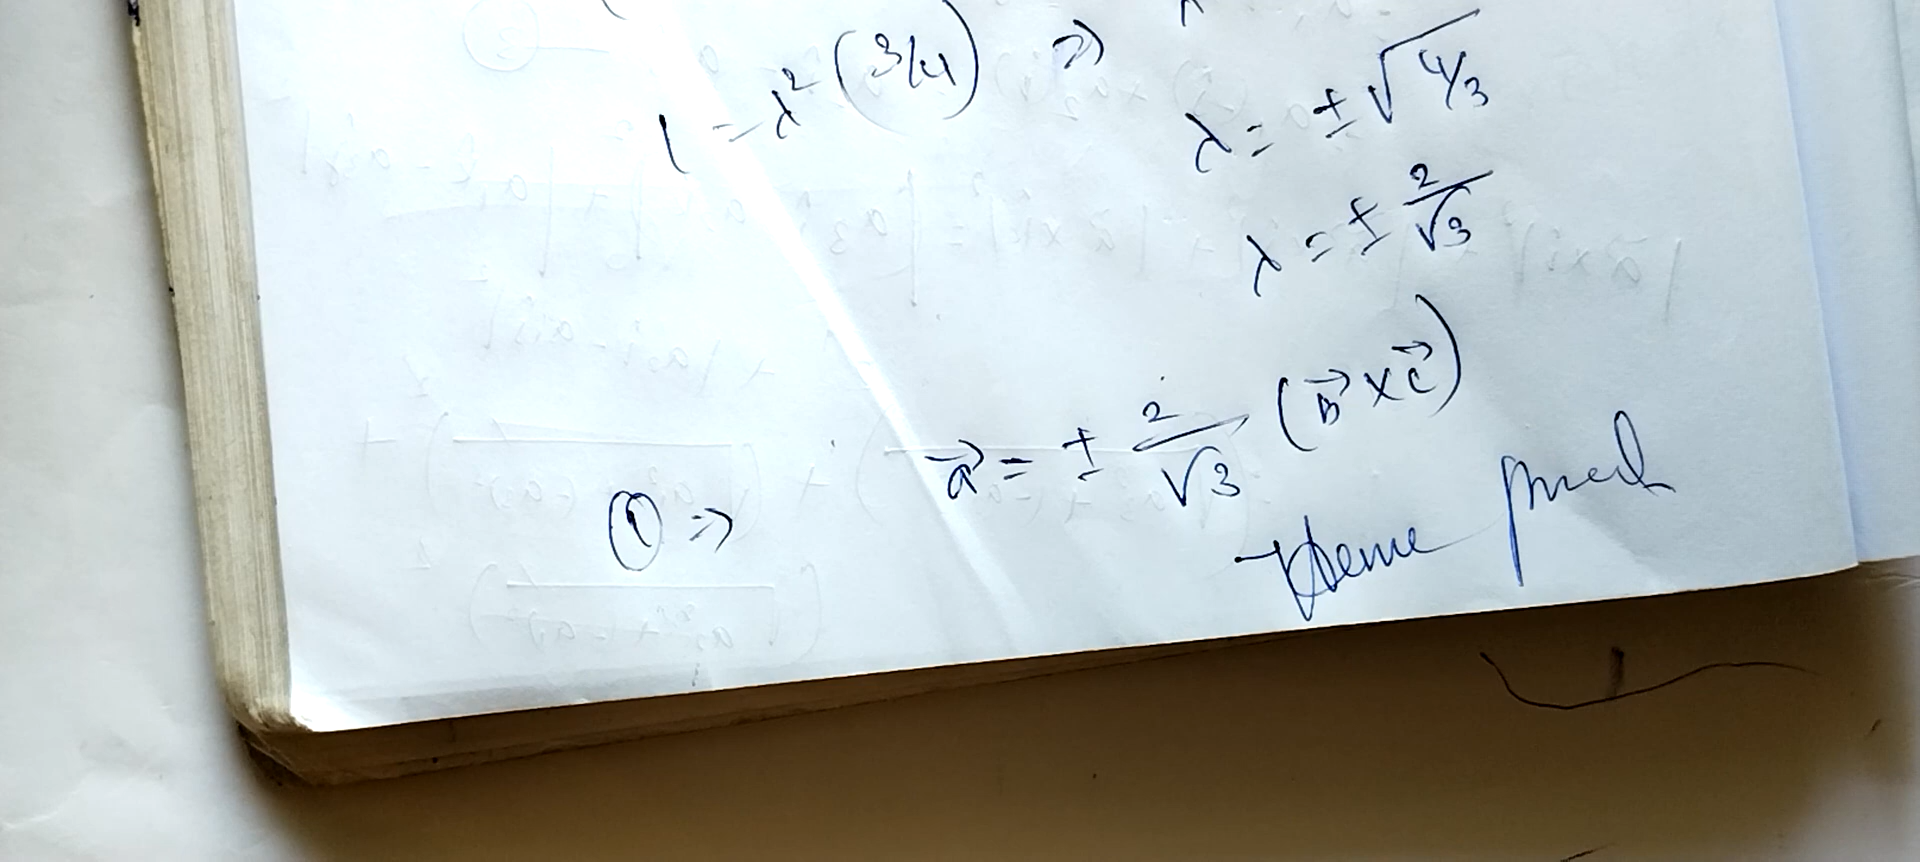 1 = λ² (3/4) ⇒
λ = ± √4/3
λ = ± 2/√3
① ⇒ a⃗ = ± 2/√3 (b⃗ × c⃗)
Hence proved